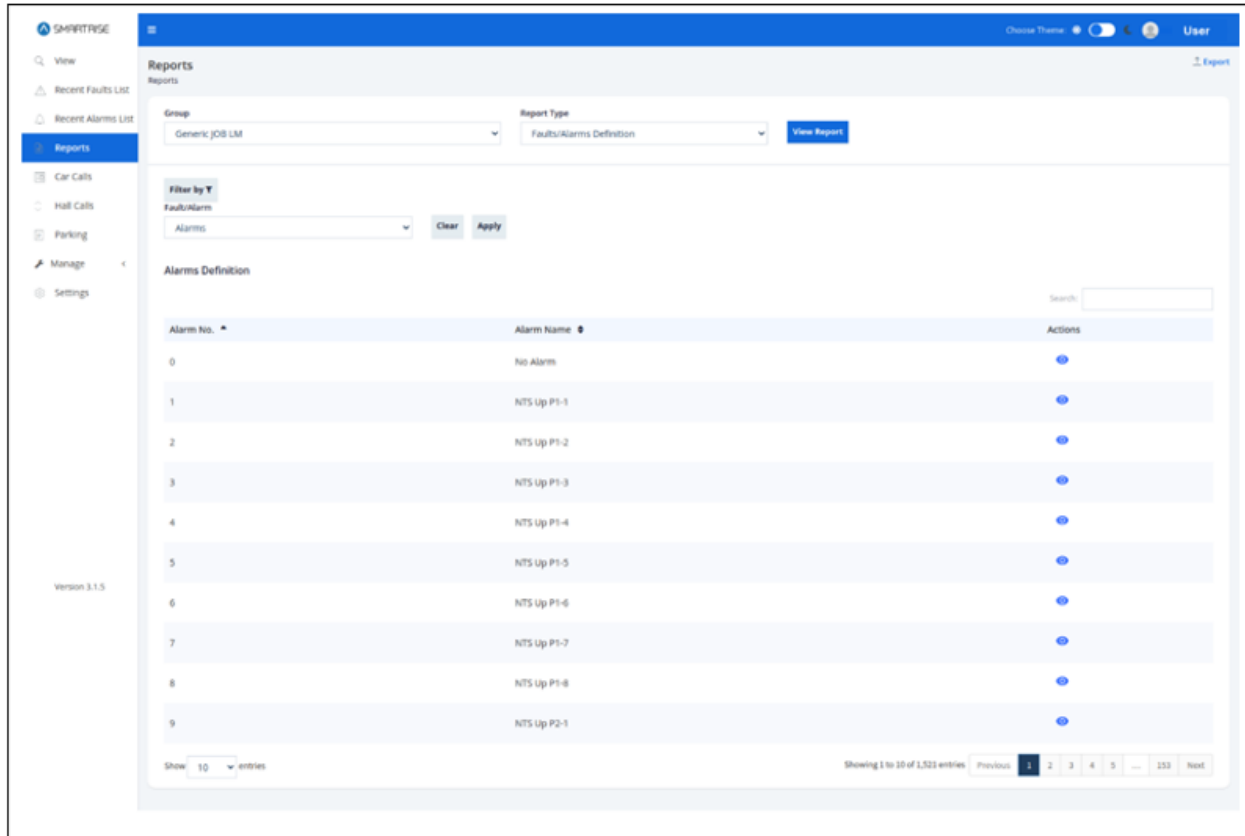 SMARTRISE
Choose Theme: User
View
Recent Faults List
Recent Alarms List
Reports
Car Calls
Hall Calls
Parking
Manage
Settings
Version 3.1.5
Reports
Export
Reports
Group Report Type
Generic JOB LM Faults/Alarms Definition View Report
Filter by
Fault/Alarm
Alarms Clear Apply
Alarms Definition
Search:
Alarm No. Alarm Name Actions
0 No Alarm
1 NTS Up P1-1
2 NTS Up P1-2
3 NTS Up P1-3
4 NTS Up P1-4
5 NTS Up P1-5
6 NTS Up P1-6
7 NTS Up P1-7
8 NTS Up P1-8
9 NTS Up P2-1
Show 10 entries Showing 1 to 10 of 1,521 entries Previous 1 2 3 4 5 ... 153 Next